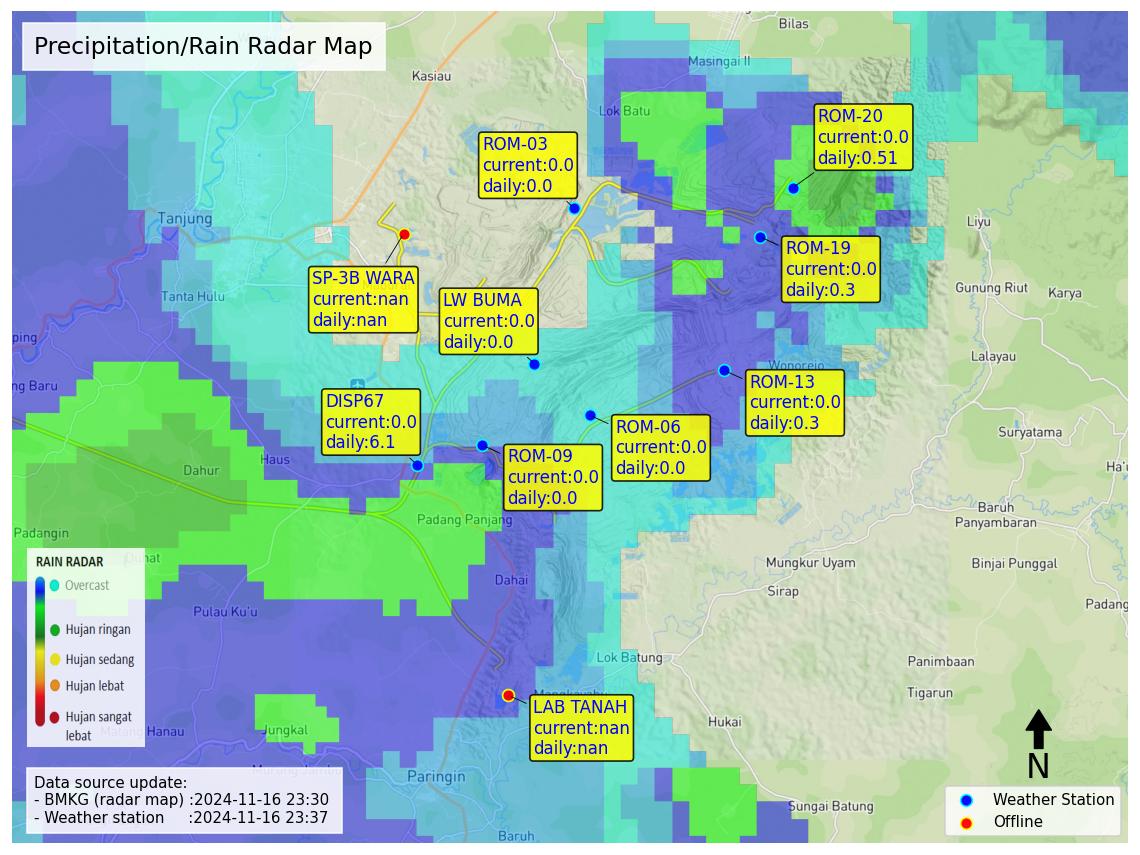 Precipitation/Rain Radar Map
Bilas
Masingai II
Kasiau
Lok Batu
ROM-20
current:0.0
daily:0.51
ROM-03
current:0.0
daily:0.0
Tanjung
Liyu
ROM-19
current:0.0
daily:0.3
SP-3B WARA
current:nan
daily:nan
Tanta Hulu
LW BUMA
current:0.0
daily:0.0
Gunung Riut
Karya
ping
Lalayau
Wonorejo
ng Baru
ROM-13
current:0.0
daily:0.3
DISP67
current:0.0
daily:6.1
ROM-06
current:0.0
daily:0.0
Suryatama
ROM-09
current:0.0
daily:0.0
Haus
Dahur
Ha'u
Baruh
Panyambaran
Padang Panjang
Padangin
Mungkur Uyam
Binjai Punggal
RAIN RADAR
Overcast
Hujan ringan
Hujan sedang
Hujan lebat
Hujan sangat
lebat
Dahai
Sirap
Padang
Pulau Ku'u
Lok Batung
Panimbaan
Tigarun
LAB TANAH
current:nan
daily:nan
Hukai
Jungkal
Hanau
Paringin
N
Data source update:
- BMKG (radar map) :2024-11-16 23:30
- Weather station :2024-11-16 23:37
Sungai Batung
Baruh
Weather Station
Offline